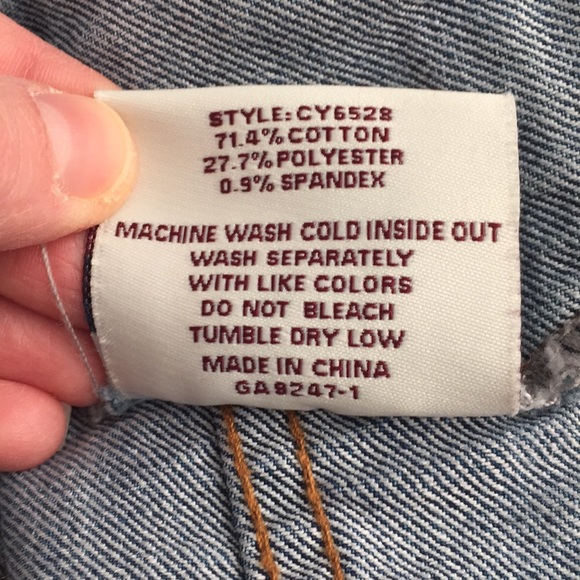 STYLE:CY6528
71.4% COTTON
27.7% POLYESTER
0.9% SPANDEX
MACHINE WASH COLD INSIDE OUT
WASH SEPARATELY
WITH LIKE COLORS
DO NOT BLEACH
TUMBLE DRY LOW
MADE IN CHINA
GA8247-1